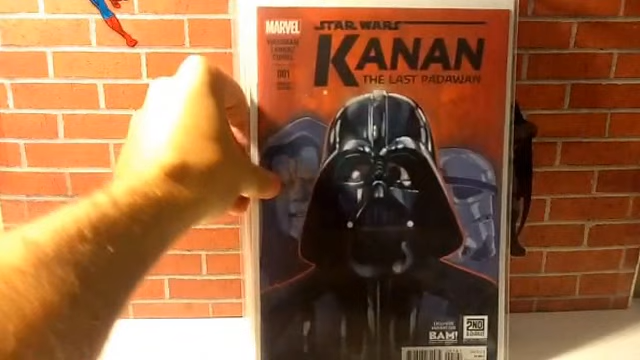 MARVEL
STAR WARS
KANAN
THE LAST PADAWAN
001
BAM!
2ND